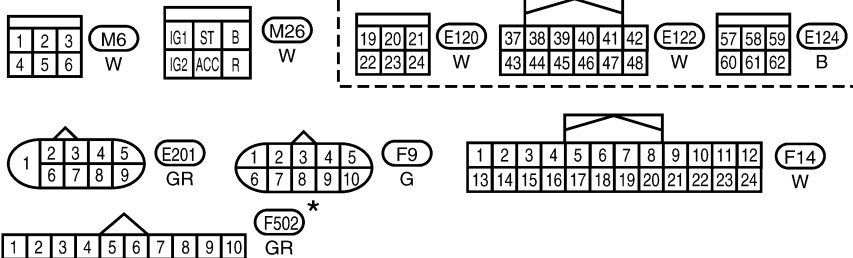 1 2 3
4 5 6
M6
W
IG1 ST B
IG2 ACC R
M26
W
19 20 21
22 23 24
E120
W
37 38 39 40 41 42
43 44 45 46 47 48
E122
W
57 58 59
60 61 62
E124
B
1
2 3 4 5
6 7 8 9
E201
GR
1 2 3 4 5
6 7 8 9 10
F9
G
1 2 3 4 5 6 7 8 9 10 11 12
13 14 15 16 17 18 19 20 21 22 23 24
F14
W
*
1 2 3 4 5 6 7 8 9 10
F502
GR